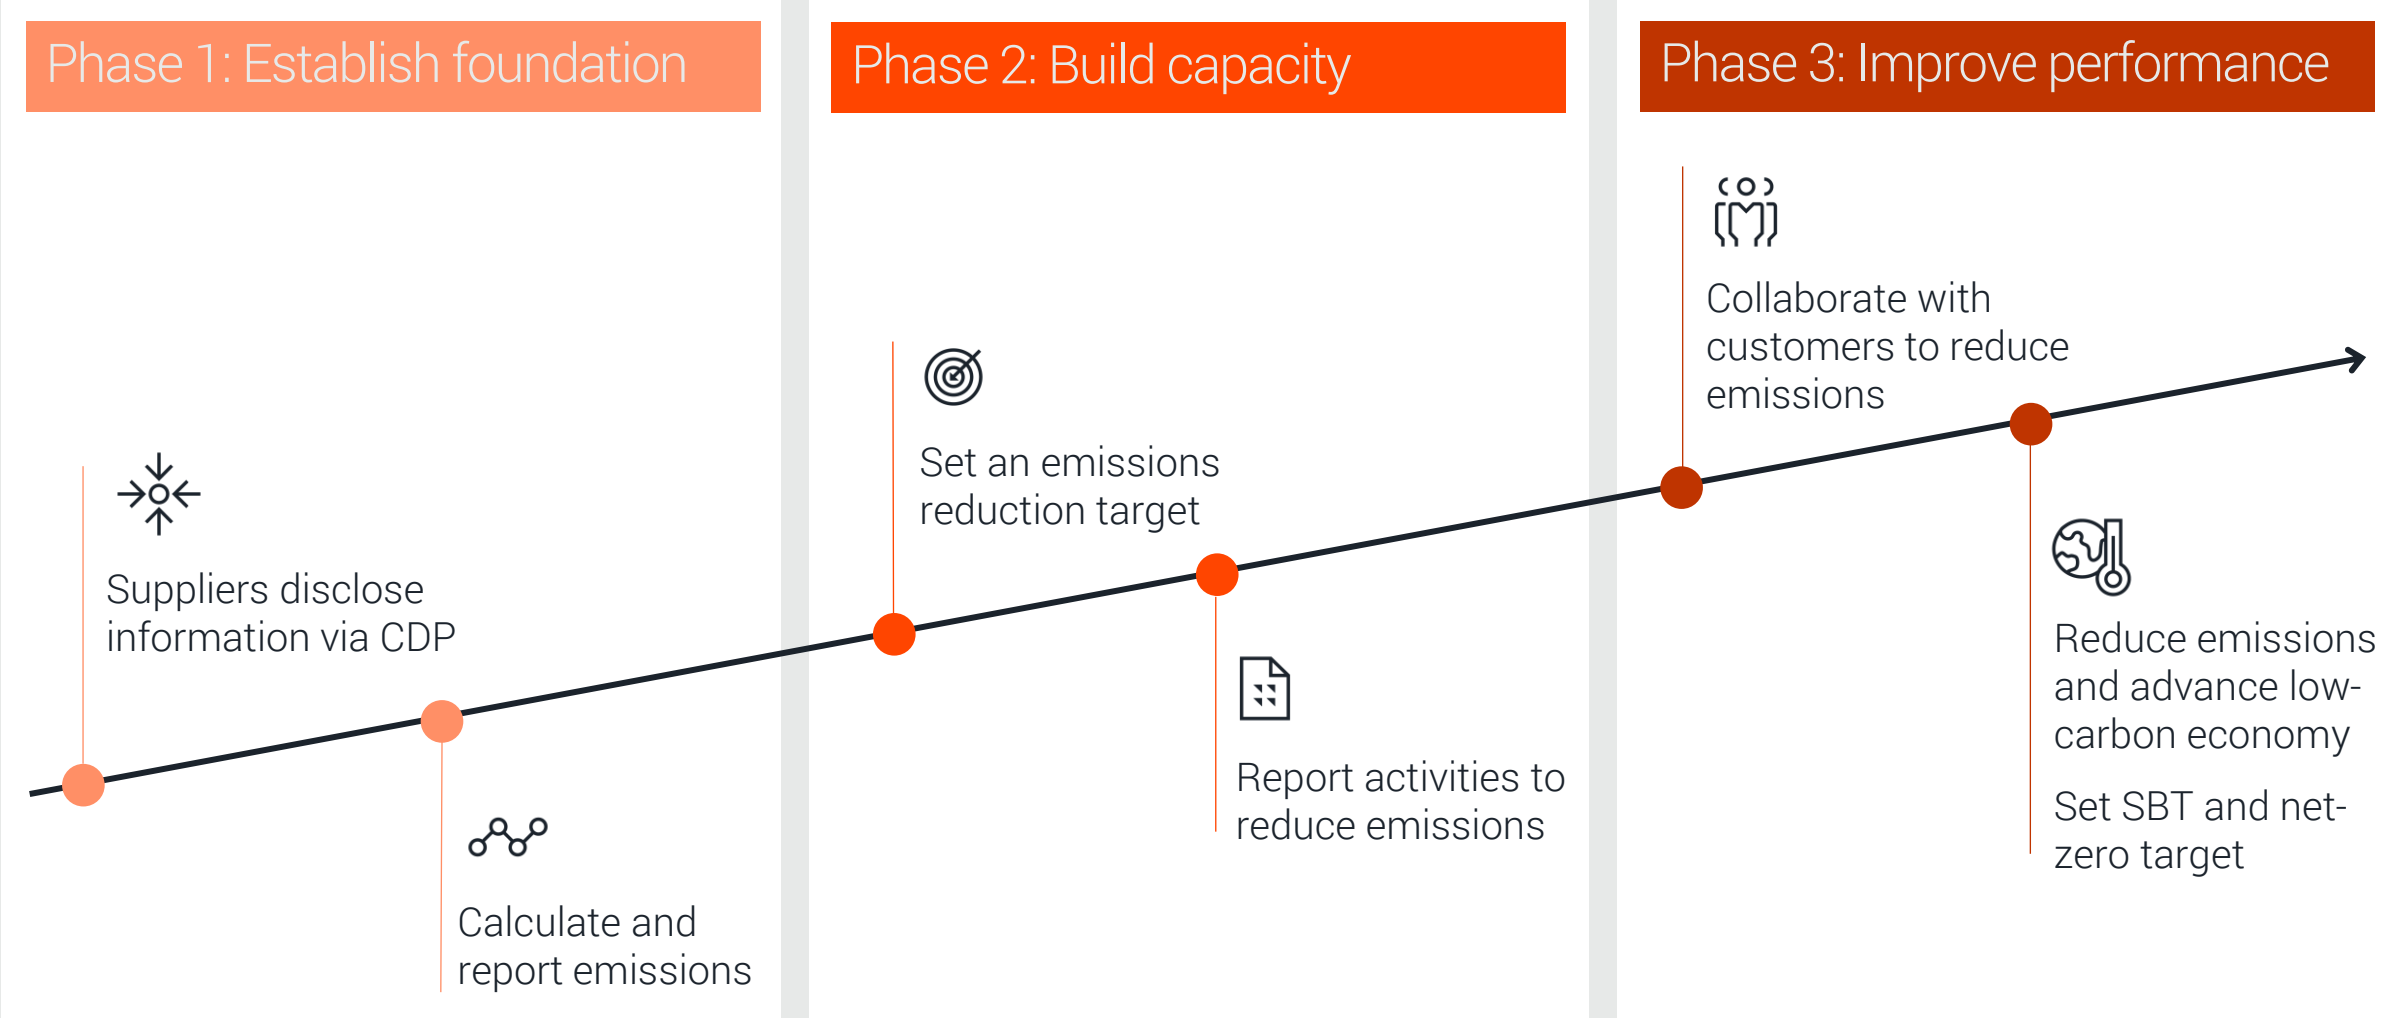 Phase 1: Establish foundation
Suppliers disclose
information via CDP
Calculate and
report emissions
Phase 2: Build capacity
Set an emissions
reduction target
Report activities to
reduce emissions
Phase 3: Improve performance
Collaborate with
customers to reduce
emissions
Reduce emissions
and advance low-
carbon economy
Set SBT and net-
zero target